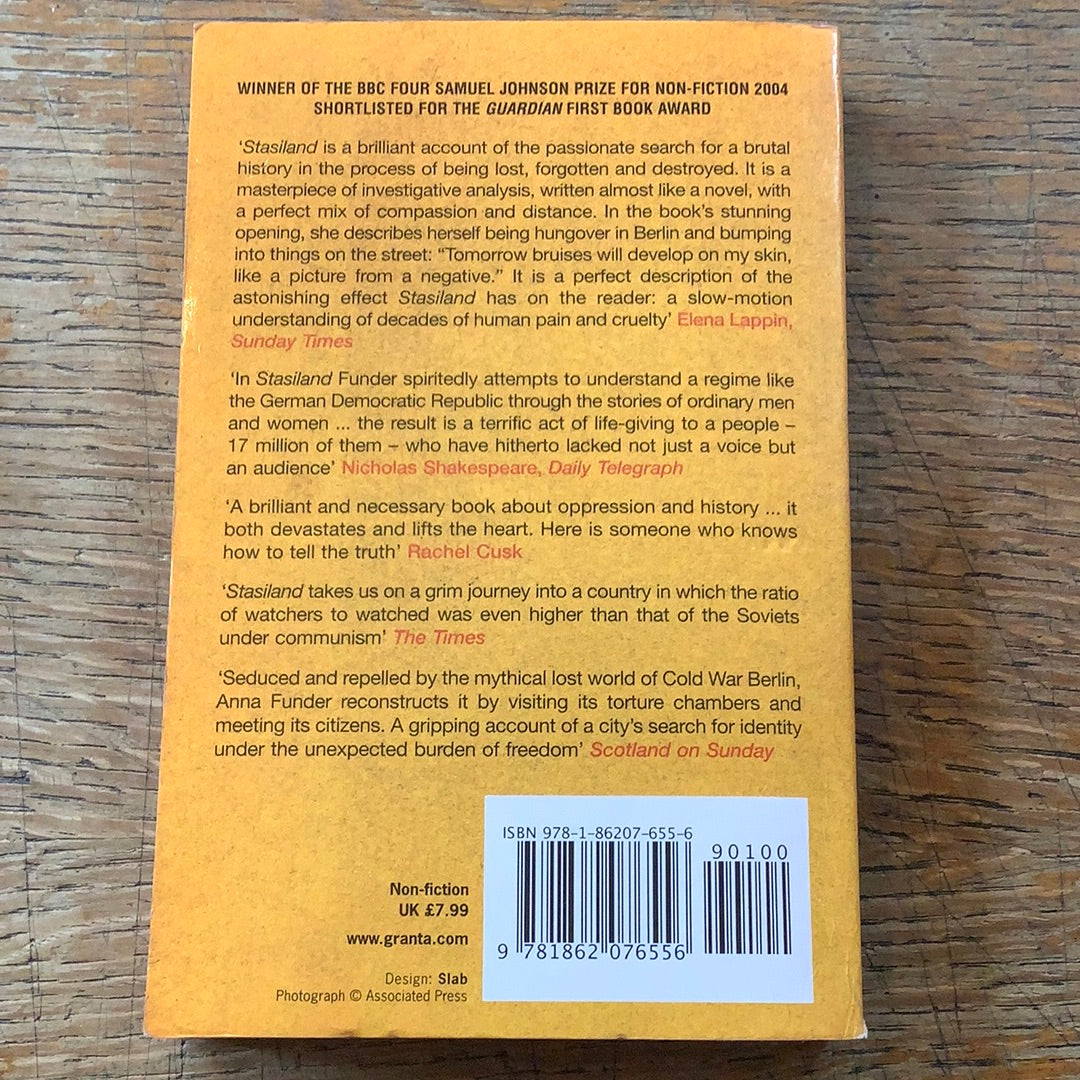 WINNER OF THE BBC FOUR SAMUEL JOHNSON PRIZE FOR NON-FICTION 2004
SHORTLISTED FOR THE GUARDIAN FIRST BOOK AWARD
‘Stasiland is a brilliant account of the passionate search for a brutal
history in the process of being lost, forgotten and destroyed. It is a
masterpiece of investigative analysis, written almost like a novel, with
a perfect mix of compassion and distance. In the book’s stunning
opening, she describes herself being hungover in Berlin and bumping
into things on the street: “Tomorrow bruises will develop on my skin,
like a picture from a negative.” It is a perfect description of the
astonishing effect Stasiland has on the reader: a slow-motion
understanding of decades of human pain and cruelty’ Elena Lappin,
Sunday Times
‘In Stasiland Funder spiritedly attempts to understand a regime like
the German Democratic Republic through the stories of ordinary men
and women ... the result is a terrific act of life-giving to a people –
17 million of them – who have hitherto lacked not just a voice but
an audience’ Nicholas Shakespeare, Daily Telegraph
‘A brilliant and necessary book about oppression and history ... it
both devastates and lifts the heart. Here is someone who knows
how to tell the truth’ Rachel Cusk
‘Stasiland takes us on a grim journey into a country in which the ratio
of watchers to watched was even higher than that of the Soviets
under communism’ The Times
‘Seduced and repelled by the mythical lost world of Cold War Berlin,
Anna Funder reconstructs it by visiting its torture chambers and
meeting its citizens. A gripping account of a city’s search for identity
under the unexpected burden of freedom’ Scotland on Sunday
Non-fiction
UK £7.99
www.granta.com
Design: Slab
Photograph © Associated Press
ISBN 978-1-86207-655-6
90100
9 781862 076556